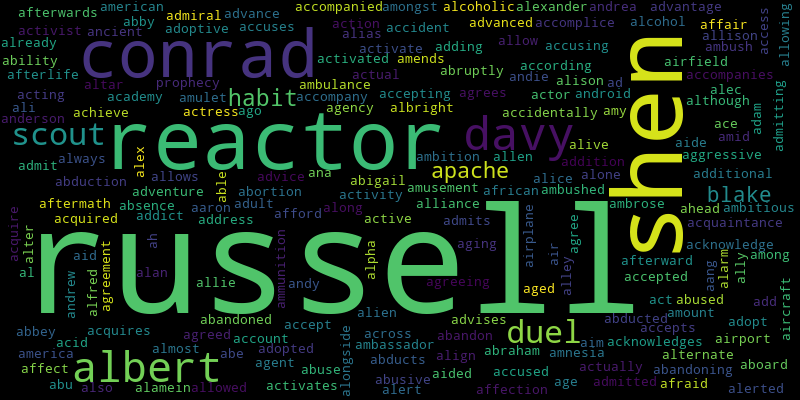 afterwards american accompanied amongst alcoholic alexander andrea advantage
abby admiral advance action advanced accomplice affair
activist ancient adoptive accuses alias accident allow alcohol allison access allowing
already conrad activate adding accusing according ambush
ability activated amends abruptly airfield
afterlife prophecy actual andie alison ad accompanies
acting altar academy amulet habit ambulance accompany accepting agrees actor android alec although
ali achieve actress ago agency albright accidentally amy ace adam admitting
anderson scout reactor davy shen amid
alex alive aide aggressive
admit always allows able advice ana ambition allen addition
abduction adventure abortion abigail apache alice alone additional
aftermath absence aaron adult amusement african ambushed blake
acquire acquired addict address afford along activity alliance ambrose ahead ambitious
alter ah active admits airplane agree acquaintance
russell alpha aging air alley afterward acknowledge among
al aid agreement alan allie ammunition andy agreeing aged accepted aang alarm ally
andrew alfred alien act abused add aircraft
abandoned advises abducted amount
abbey acquires agreed account accept across abandon duel accepts adopt
acid almost abe adopted alongside ambassador align aim acknowledges airport
america albert agent abducts abraham amnesia alternate
affect abuse aided accused actually abandoning aboard
abu also alamein allowed activates abusive alert affection age admitted afraid alerted